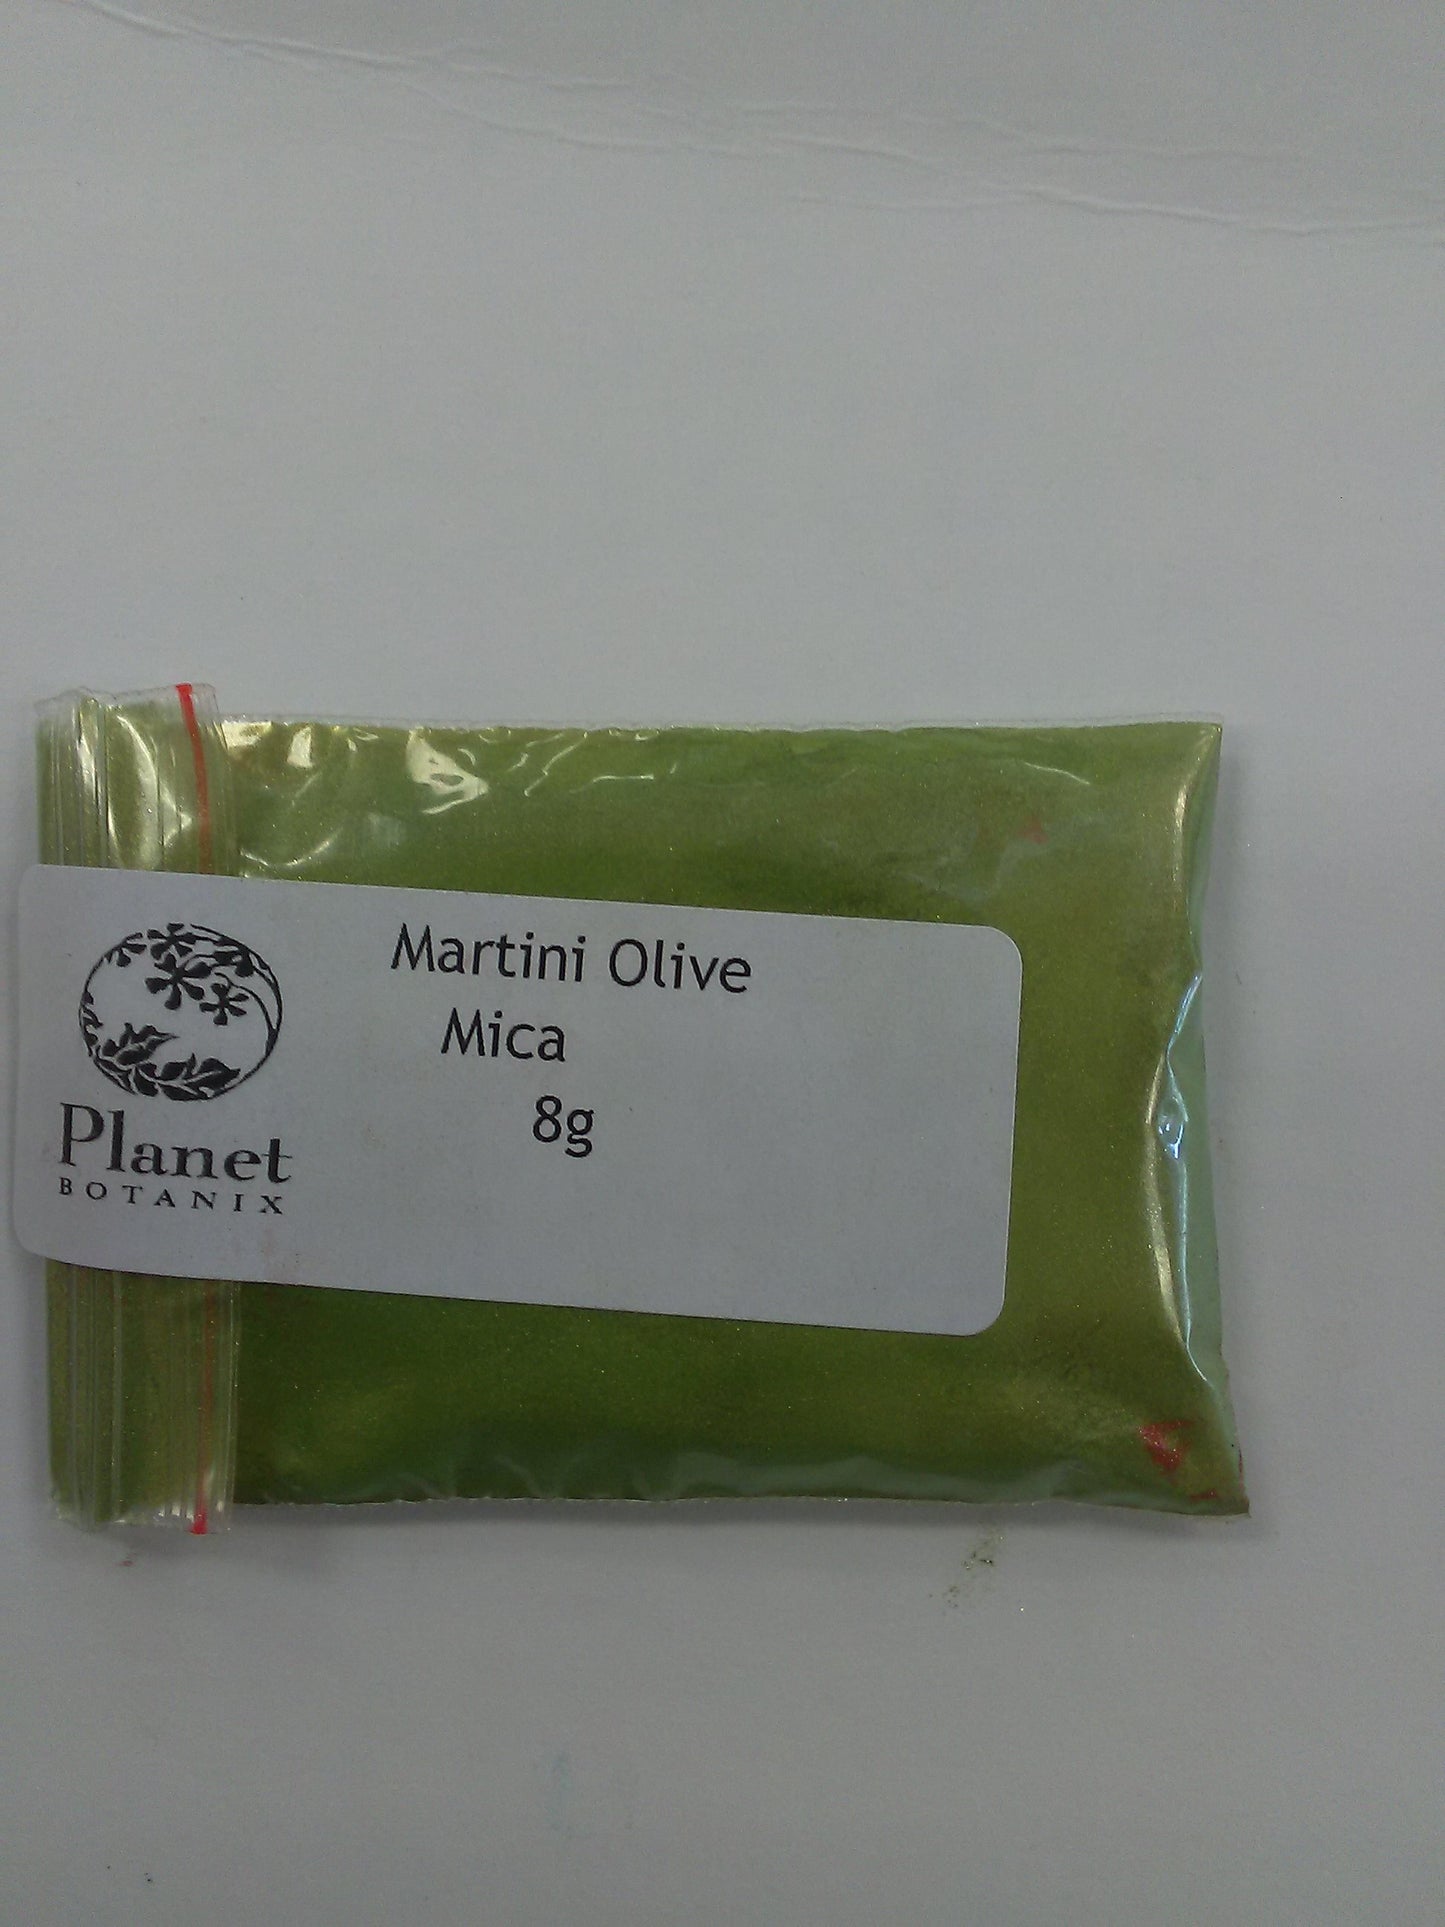 Martini Olive
Mica
8g
Planet
BOTANIX